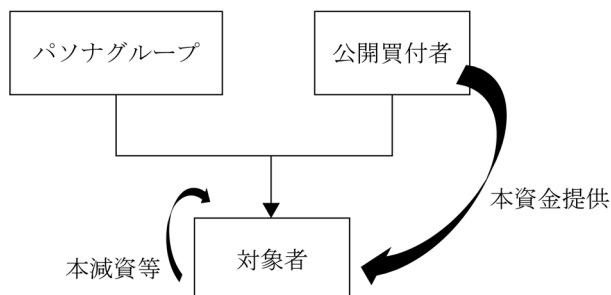 パソナグループ
公開買付者
本資金提供
本減資等
対象者